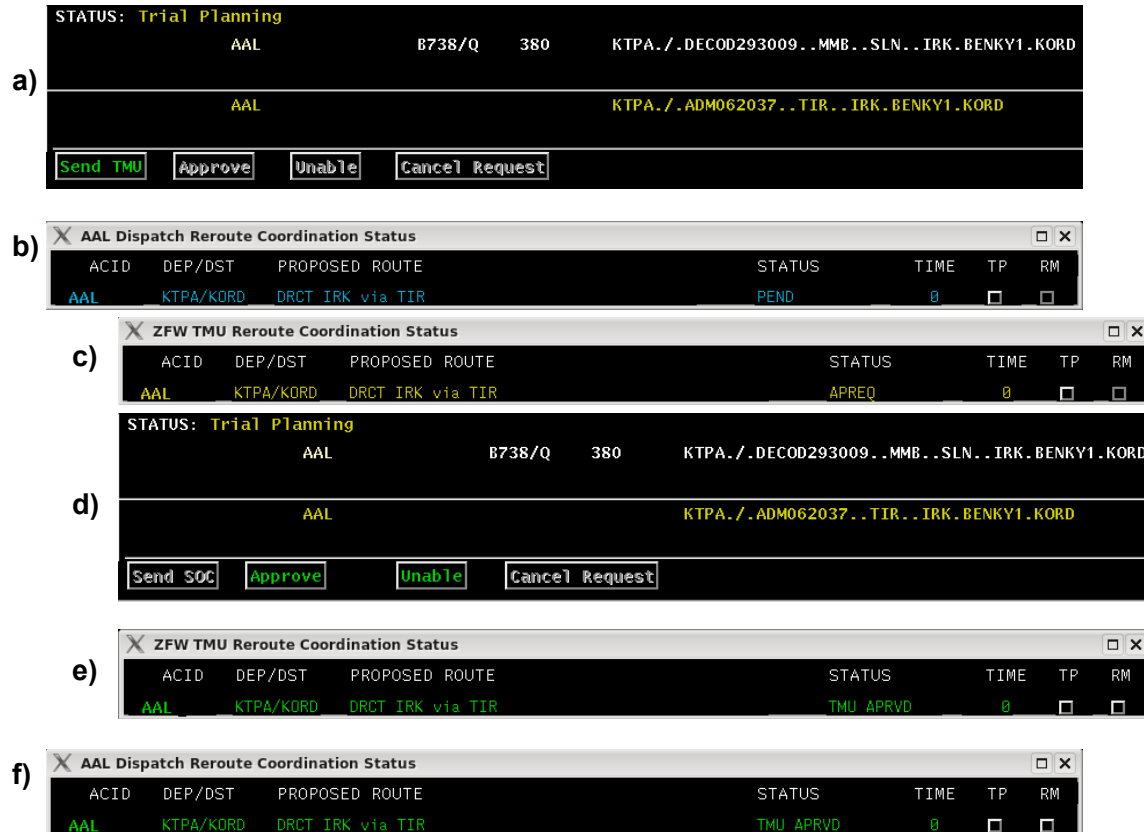 STATUS: Trial Planning
AAL B738/Q 380 KTPA./.DECOD293009..MMB..SLN..IRK.BENKY1.KORD
a)
AAL KTPA./.ADM062037..TIR..IRK.BENKY1.KORD
Send TMU Approve Unable Cancel Request
b) AAL Dispatch Reroute Coordination Status
ACID DEP/DST PROPOSED ROUTE STATUS TIME TP RM
AAL KTPA/KORD DRCT IRK via TIR PEND 0
ZFW TMU Reroute Coordination Status
c) ACID DEP/DST PROPOSED ROUTE STATUS TIME TP RM
AAL KTPA/KORD DRCT IRK via TIR APREQ 0
STATUS: Trial Planning
AAL B738/Q 380 KTPA./.DECOD293009..MMB..SLN..IRK.BENKY1.KORD
d)
AAL KTPA./.ADM062037..TIR..IRK.BENKY1.KORD
Send SOC Approve Unable Cancel Request
ZFW TMU Reroute Coordination Status
e) ACID DEP/DST PROPOSED ROUTE STATUS TIME TP RM
AAL KTPA/KORD DRCT IRK via TIR TMU APRVD 0
f) AAL Dispatch Reroute Coordination Status
ACID DEP/DST PROPOSED ROUTE STATUS TIME TP RM
AAL KTPA/KORD DRCT IRK via TIR TMU APRVD 0